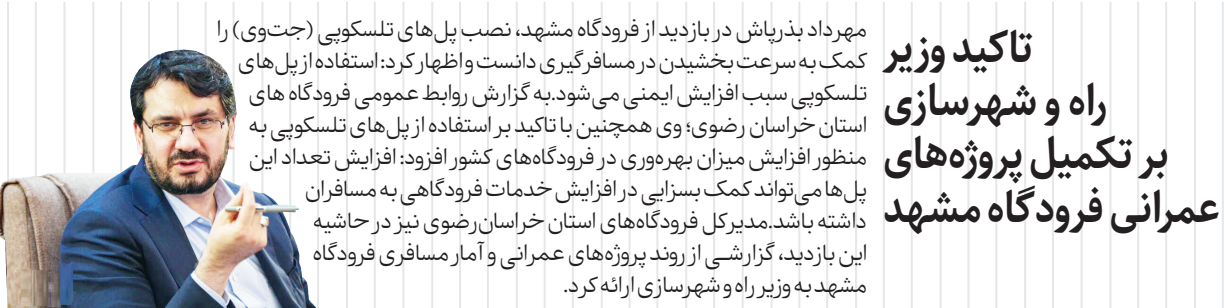 تاکید وزیر
راه و شهرسازی
بر تکمیل پروژه‌های
عمرانی فرودگاه مشهد
مهرداد بذرپاش در بازدید از فرودگاه مشهد، نصب پل‌های تلسکوپی (جت‌وی) را
کمک به سرعت بخشیدن در مسافرگیری دانست و اظهار کرد: استفاده از پل‌های
تلسکوپی سبب افزایش ایمنی می‌شود.به گزارش روابط عمومی فرودگاه های
استان خراسان رضوی؛ وی همچنین با تاکید بر استفاده از پل‌های تلسکوپی به
منظور افزایش میزان بهره‌وری در فرودگاه‌های کشور افزود: افزایش تعداد این
پل‌ها می‌تواند کمک بسزایی در افزایش خدمات فرودگاهی به مسافران
داشته باشد.مدیرکل فرودگاه‌های استان خراسان‌رضوی نیز در حاشیه
این بازدید، گزارشی از روند پروژه‌های عمرانی و آمار مسافری فرودگاه
مشهد به وزیر راه و شهرسازی ارائه کرد.